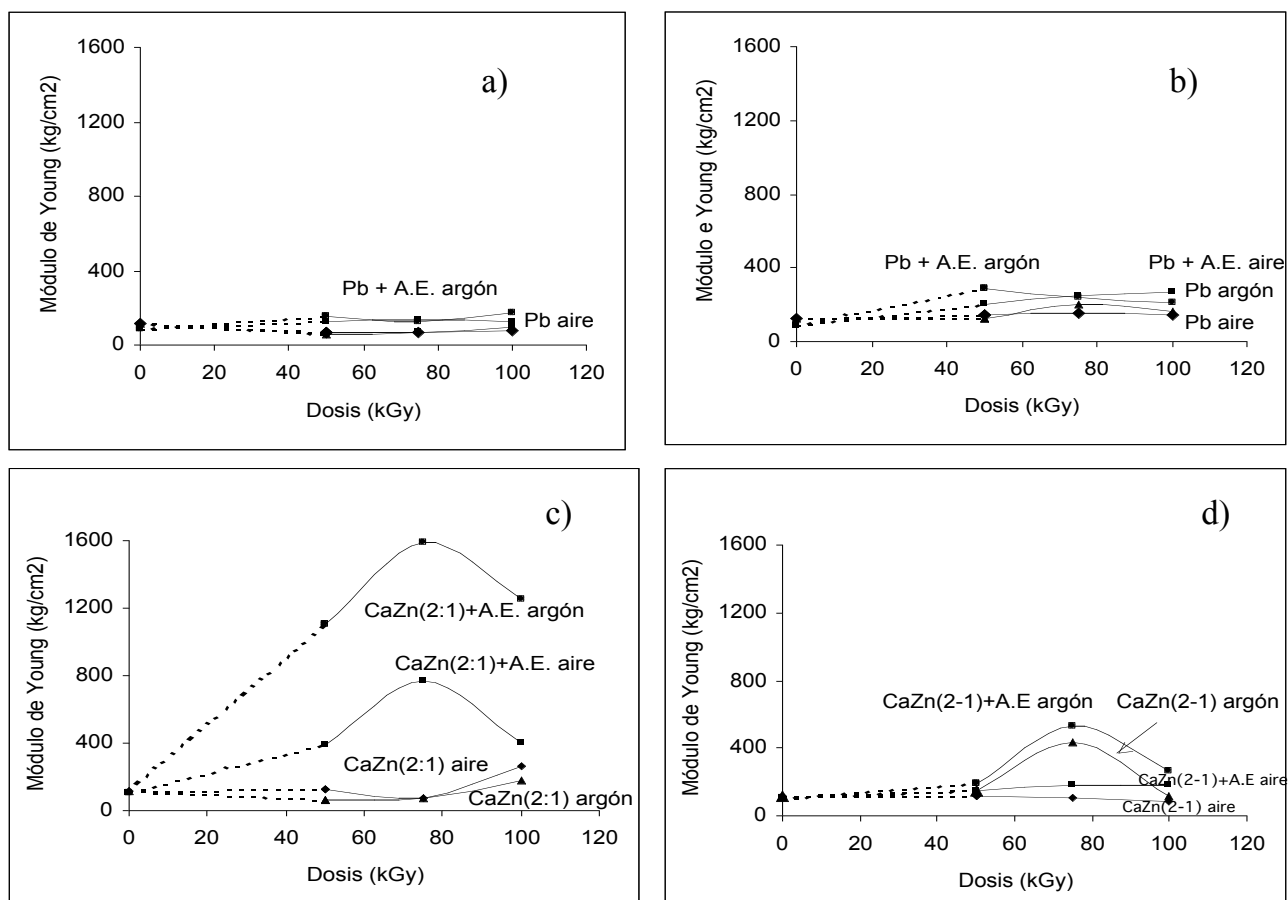 a)
Módulo de Young (kg/cm2)
1600
1200
800
400
0
Pb + A.E. argón
Pb aire
0 20 40 60 80 100 120
Dosis (kGy)
b)
Módulo e Young (kg/cm2)
1600
1200
800
400
0
Pb + A.E. argón
Pb + A.E. aire
Pb argón
Pb aire
0 20 40 60 80 100 120
Dosis (kGy)
c)
Módulo de Young (kg/cm2)
1600
1200
800
400
0
CaZn(2:1)+A.E. argón
CaZn(2:1)+A.E. aire
CaZn(2:1) aire
CaZn(2:1) argón
0 20 40 60 80 100 120
Dosis (kGy)
d)
Módulo de Young (kg/cm2)
1600
1200
800
400
0
CaZn(2-1)+A.E argón
CaZn(2-1) argón
CaZn(2-1)+A.E aire
CaZn(2-1) aire
0 20 40 60 80 100 120
Dosis (kGy)